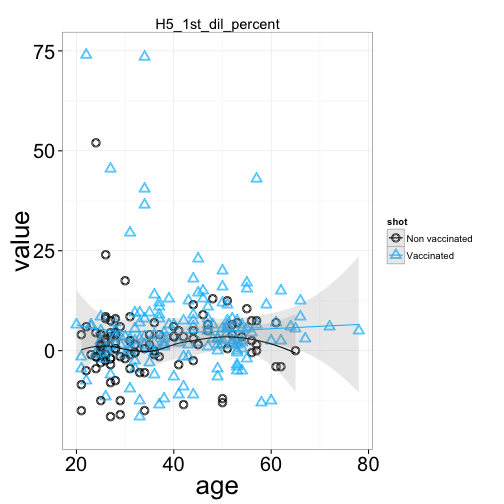 H5_1st_dil_percent
75
50
25
0
value
20 40 60 80
age
shot
Non vaccinated
Vaccinated